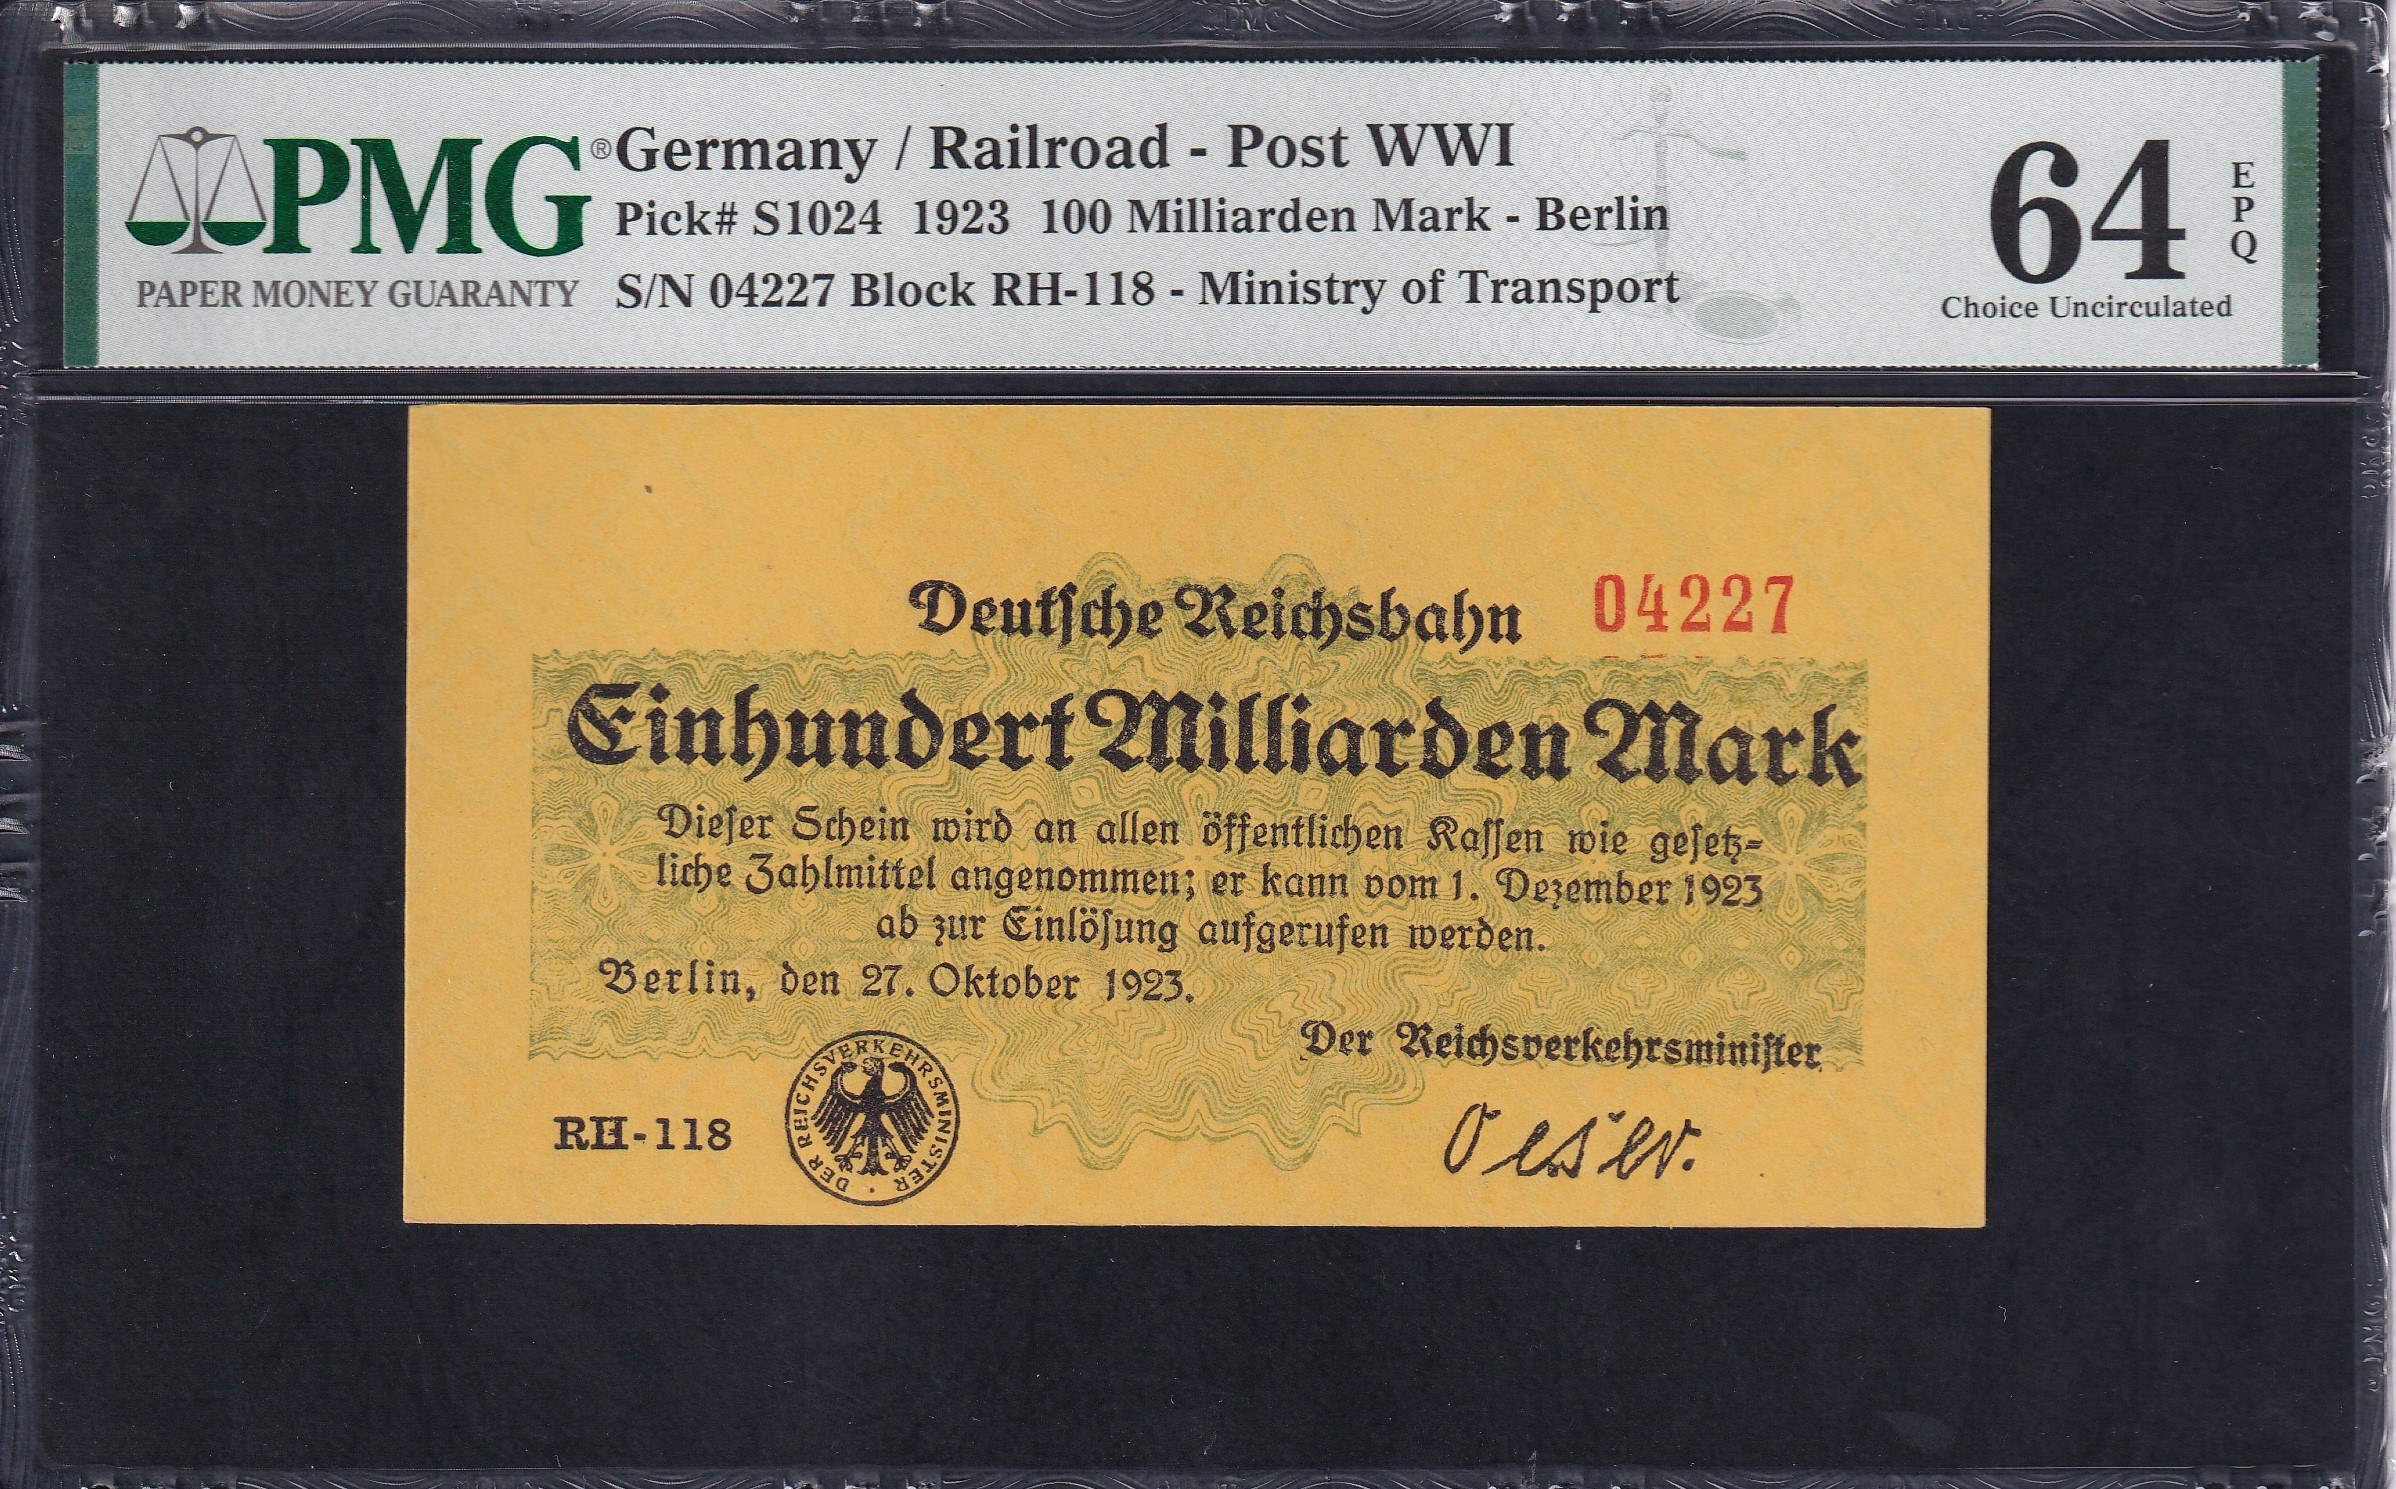 PMG®
PAPER MONEY GUARANTY
Germany / Railroad - Post WWI
Pick# S1024 1923 100 Milliarden Mark - Berlin
S/N 04227 Block RH-118 - Ministry of Transport
64
EPQ
Choice Uncirculated
Deutsche Reichsbahn
04227
Einhundert Milliarden Mark
Dieser Schein wird an allen öffentlichen Kassen wie gesetz-
liche Zahlmittel angenommen; er kann vom 1. Dezember 1923
ab zur Einlösung aufgerufen werden.
Berlin, den 27. Oktober 1923.
Der Reichsverkehrsminister
RH-118
DER REICHSVERKEHRSMINISTER
Oeser.